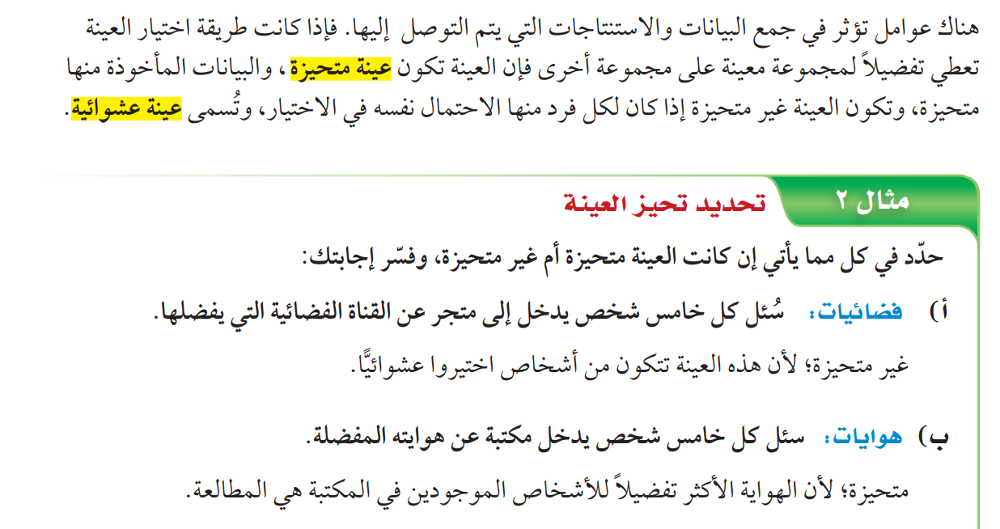 هناك عوامل تؤثر في جمع البيانات والاستنتاجات التي يتم التوصل إليها. فإذا كانت طريقة اختيار العينة
تعطي تفضيلاً لمجموعة معينة على مجموعة أخرى فإن العينة تكون عينة متحيزة، والبيانات المأخوذة منها
متحيزة، وتكون العينة غير متحيزة إذا كان لكل فرد منها الاحتمال نفسه في الاختيار، وتُسمى عينة عشوائية.
مثال ٢ تحديد تحيز العينة
حدّد في كل مما يأتي إن كانت العينة متحيزة أم غير متحيزة، وفسّر إجابتك:
أ) فضائيات: سُئل كل خامس شخص يدخل إلى متجر عن القناة الفضائية التي يفضلها.
غير متحيزة؛ لأن هذه العينة تتكون من أشخاص اختيروا عشوائيًّا.
ب) هوايات: سئل كل خامس شخص يدخل مكتبة عن هوايته المفضلة.
متحيزة؛ لأن الهواية الأكثر تفضيلاً للأشخاص الموجودين في المكتبة هي المطالعة.